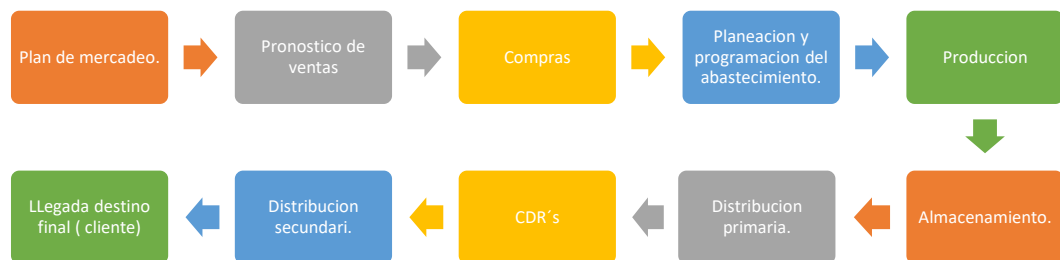 Plan de mercadeo.
Pronostico de
ventas
Compras
Planeacion y
programacion del
abastecimiento.
Produccion
Almacenamiento.
Distribucion
primaria.
CDR´s
Distribucion
secundari.
LLegada destino
final ( cliente)